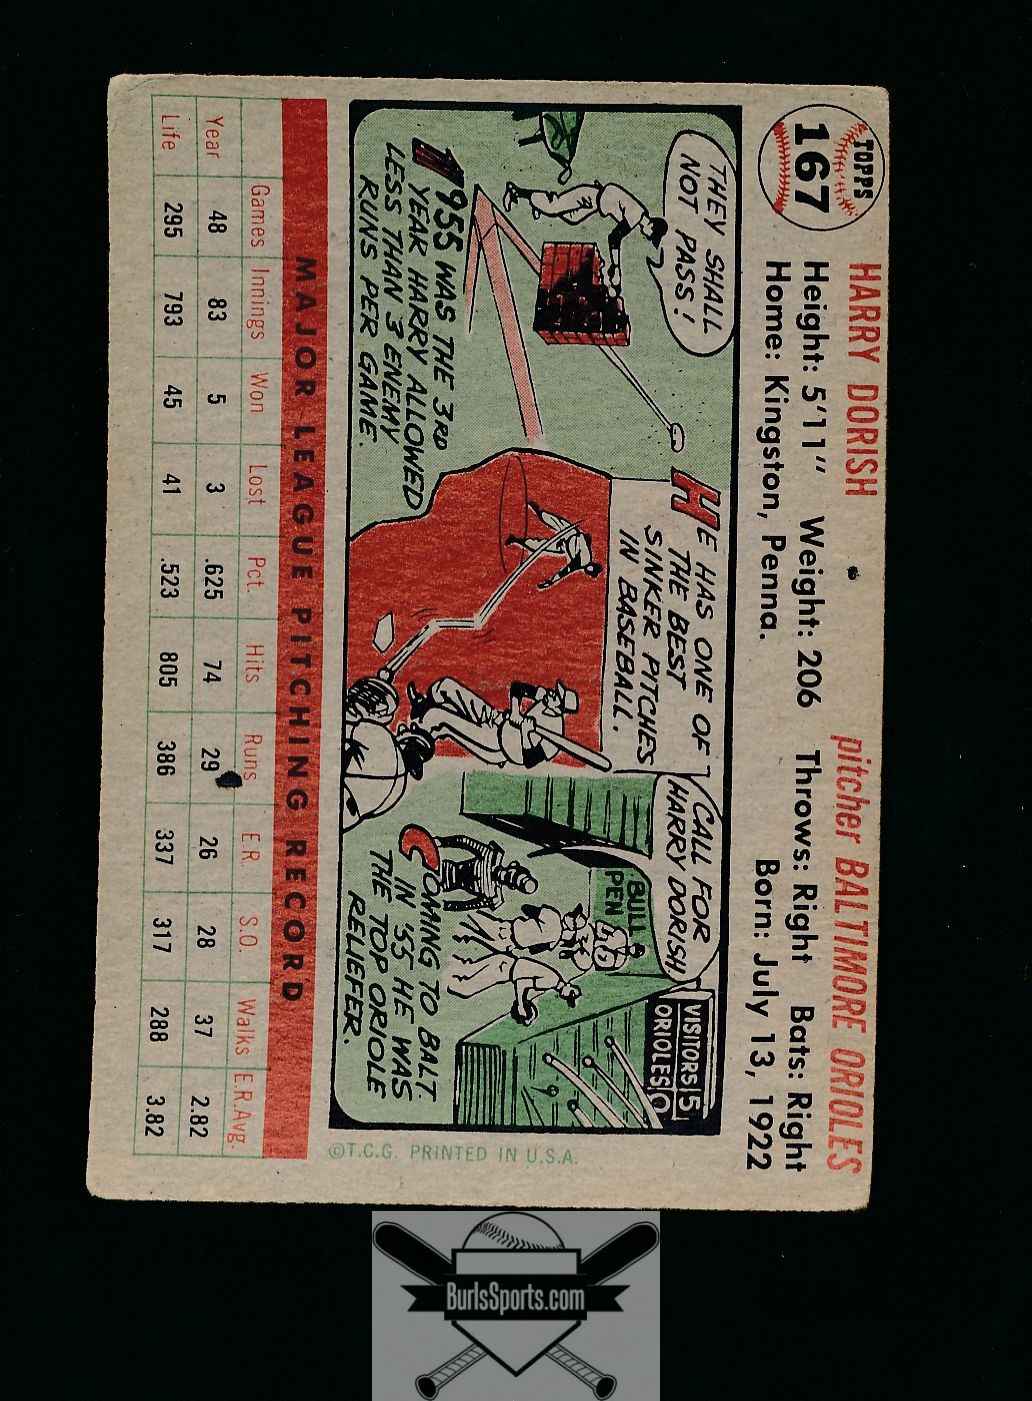 TOPPS
167
HARRY DORISH pitcher BALTIMORE ORIOLES
Height: 5'11" Weight: 206 Throws: Right Bats: Right
Home: Kingston, Penna. Born: July 13, 1922
THEY SHALL
NOT PASS!
1955 WAS THE 3RD
YEAR HARRY ALLOWED
LESS THAN 3 ENEMY
RUNS PER GAME.
HE HAS ONE OF
THE BEST
SINKER PITCHES
IN BASEBALL.
CALL FOR
HARRY DORISH
BULL
PEN
VISITORS 5
ORIOLES 0
COMING TO BALT.
IN '55 HE WAS
THE TOP ORIOLE
RELIEFER.
©T.C.G. PRINTED IN U.S.A.
MAJOR LEAGUE PITCHING RECORD
Games Innings Won Lost Pct. Hits Runs E.R. S.O. Walks E.R.Avg.
Year 48 83 5 3 .625 74 29 26 28 37 2.82
Life 295 793 45 41 .523 805 386 337 317 288 3.82
BurlsSports.com